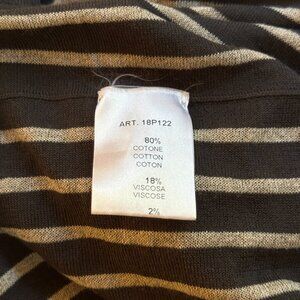 ART. 18P122
80%
COTONE
COTTON
COTON
18%
VISCOSA
VISCOSE
2%